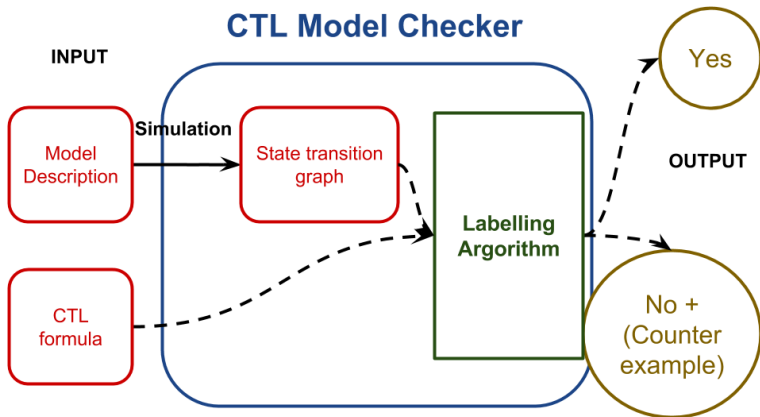 CTL Model Checker
INPUT
Yes
Simulation
Model
Description
State transition
graph
OUTPUT
Labelling
Argorithm
CTL
formula
No +
(Counter
example)